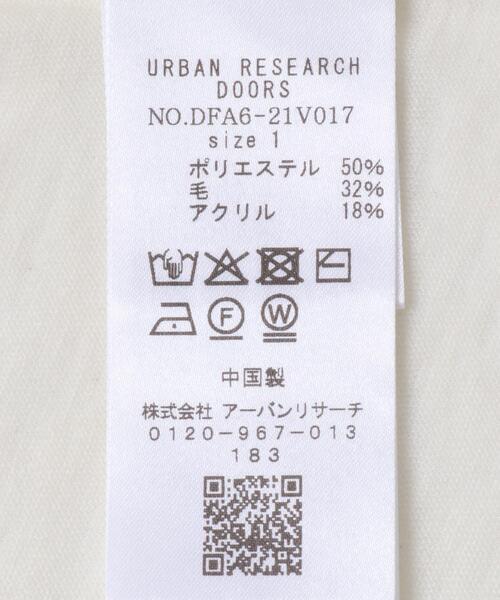 URBAN RESEARCH
DOORS
NO.DFA6-21V017
size 1
ポリエステル 50%
毛 32%
アクリル 18%
F W
中国製
株式会社 アーバンリサーチ
0120-967-013
183